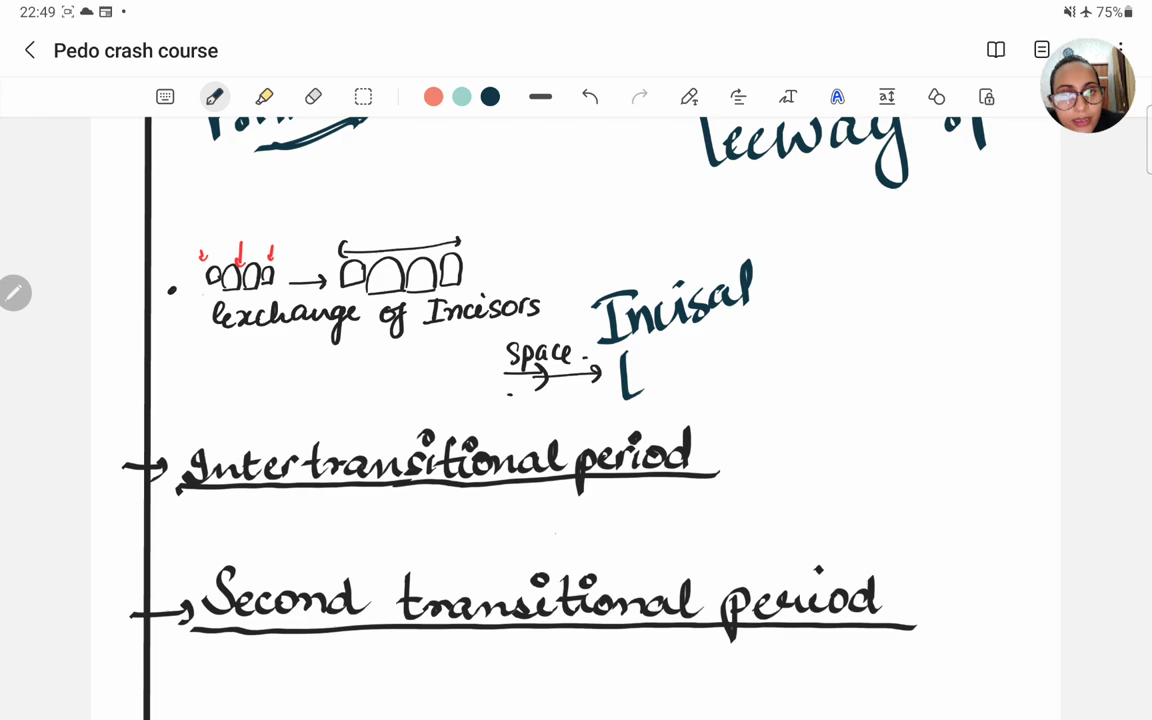 22:49 75%
Pedo crash course
Leeway of
exchange of Incisors
Incisal
space
L
Intertransitional period
Second transitional period